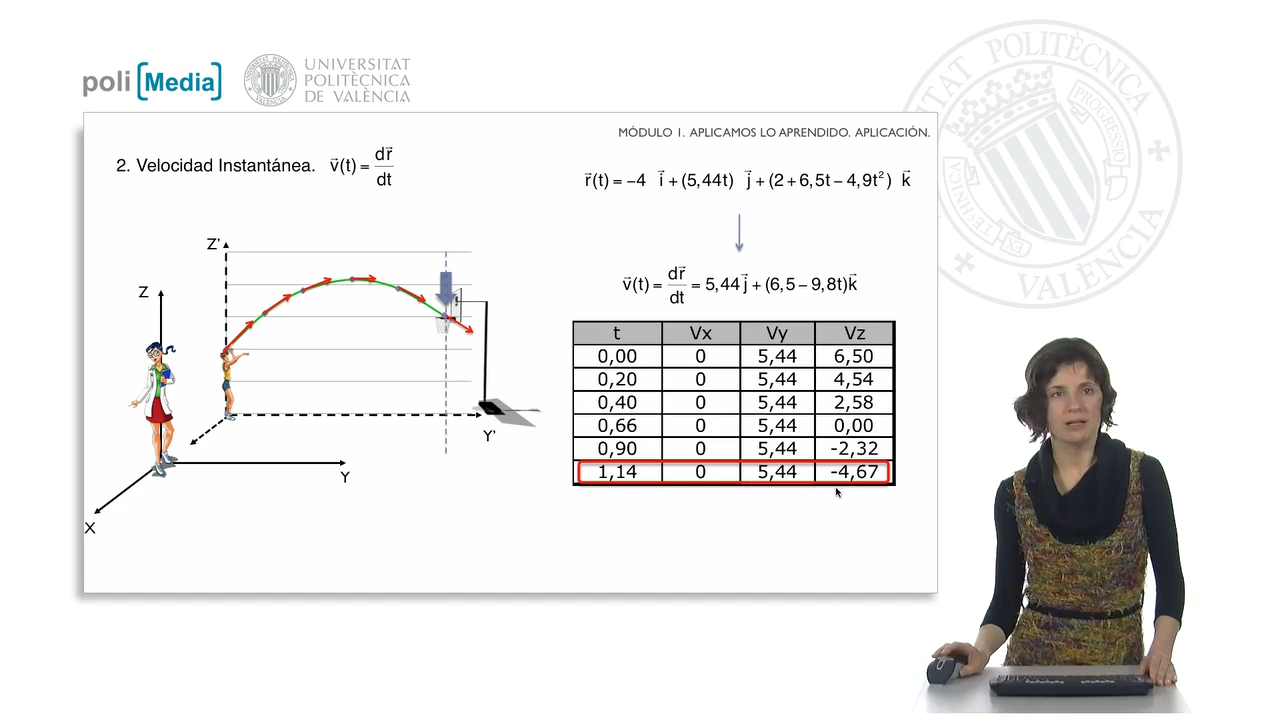 poli[Media]
UNIVERSITAT
POLITÈCNICA
DE VALÈNCIA
MÓDULO 1. APLICAMOS LO APRENDIDO. APLICACIÓN.
2. Velocidad Instantánea. v⃗(t) = dr⃗/dt
r⃗(t) = −4 i⃗ + (5,44t) j⃗ + (2 + 6,5t − 4,9t²) k⃗
v⃗(t) = dr⃗/dt = 5,44 j⃗ + (6,5 − 9,8t)k⃗
Z'
Z
Y'
Y
X
t Vx Vy Vz
0,00 0 5,44 6,50
0,20 0 5,44 4,54
0,40 0 5,44 2,58
0,66 0 5,44 0,00
0,90 0 5,44 -2,32
1,14 0 5,44 -4,67